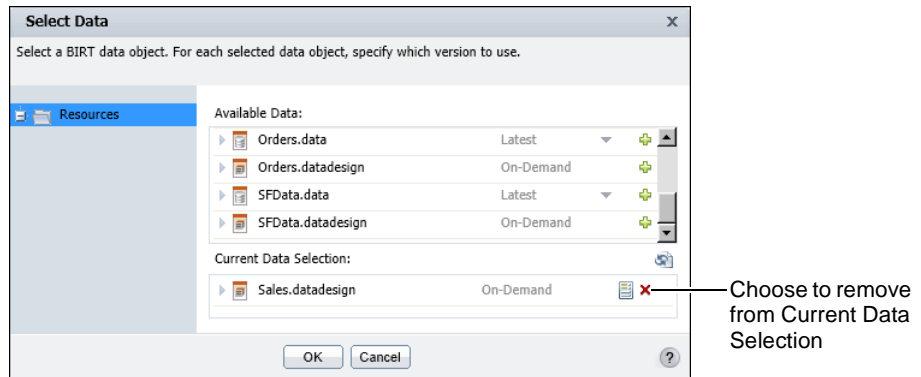 Select Data x
Select a BIRT data object. For each selected data object, specify which version to use.
Resources
Available Data:
Orders.data Latest
Orders.datadesign On-Demand
SFData.data Latest
SFData.datadesign On-Demand
Current Data Selection:
Sales.datadesign On-Demand
Choose to remove
from Current Data
Selection
OK Cancel ?